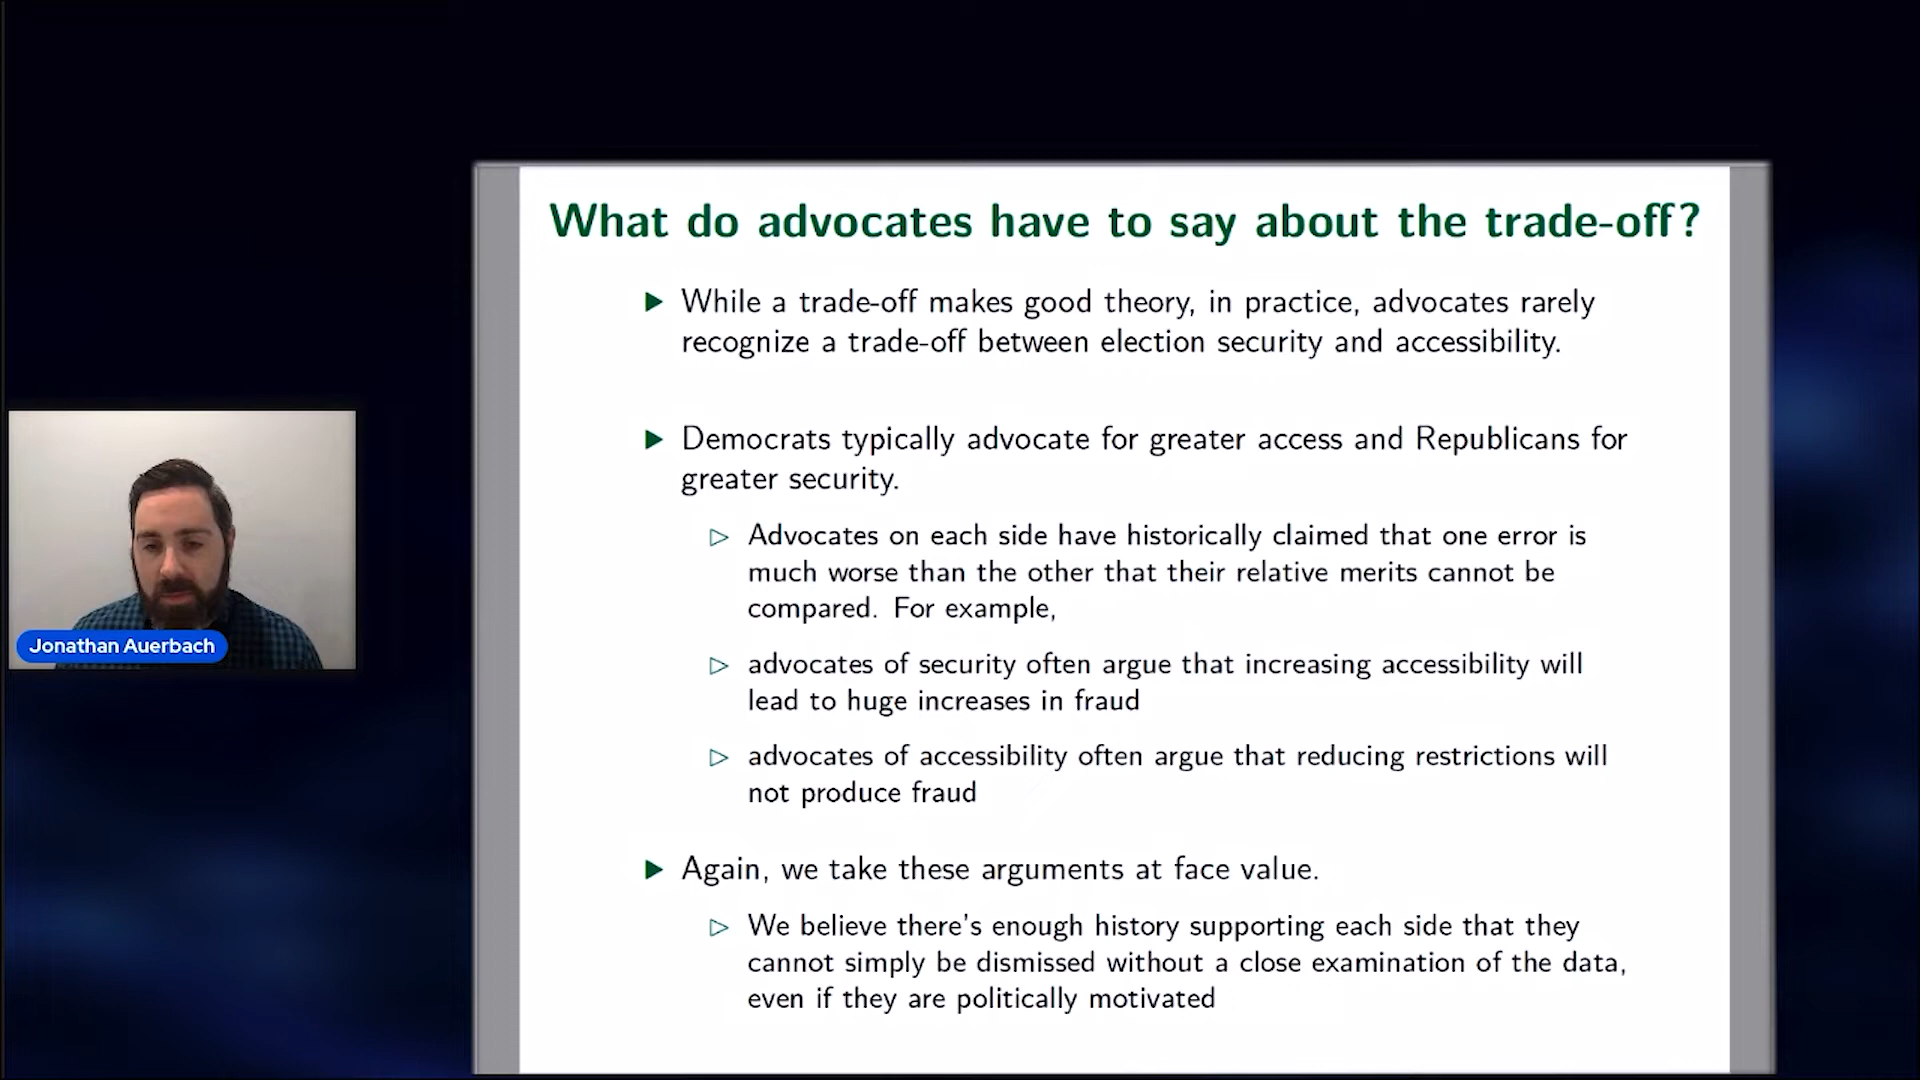 What do advocates have to say about the trade-off?
While a trade-off makes good theory, in practice, advocates rarely
recognize a trade-off between election security and accessibility.
Democrats typically advocate for greater access and Republicans for
greater security.
Advocates on each side have historically claimed that one error is
much worse than the other that their relative merits cannot be
compared. For example,
advocates of security often argue that increasing accessibility will
lead to huge increases in fraud
advocates of accessibility often argue that reducing restrictions will
not produce fraud
Again, we take these arguments at face value.
We believe there's enough history supporting each side that they
cannot simply be dismissed without a close examination of the data,
even if they are politically motivated
Jonathan Auerbach